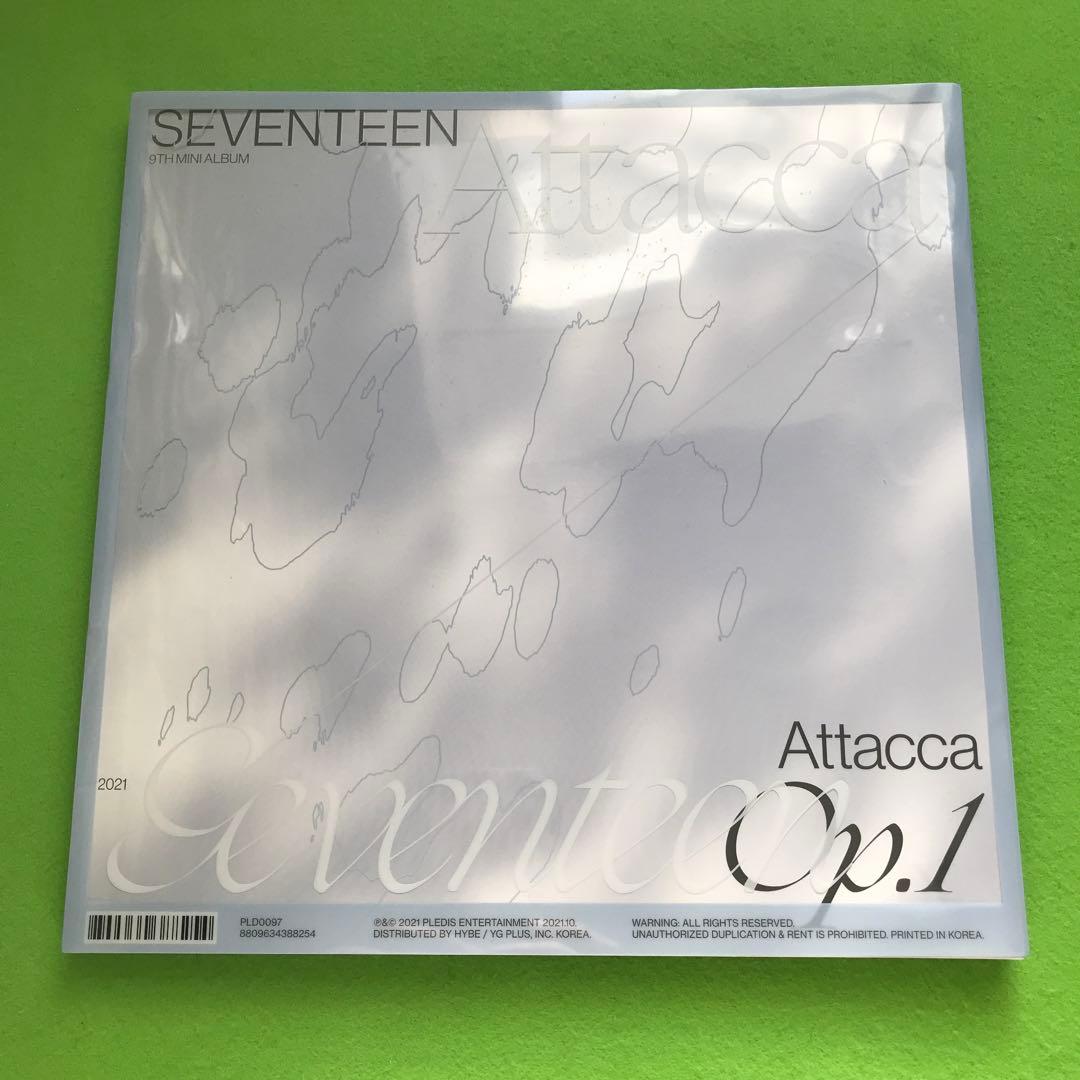 SEVENTEEN
9TH MINI ALBUM
Attacca
Attacca
2021
Seventeen
Op.1
PLD0097
8809634388254
℗&© 2021 PLEDIS ENTERTAINMENT 2021.10.
DISTRIBUTED BY HYBE / YG PLUS, INC. KOREA.
WARNING: ALL RIGHTS RESERVED.
UNAUTHORIZED DUPLICATION & RENT IS PROHIBITED. PRINTED IN KOREA.